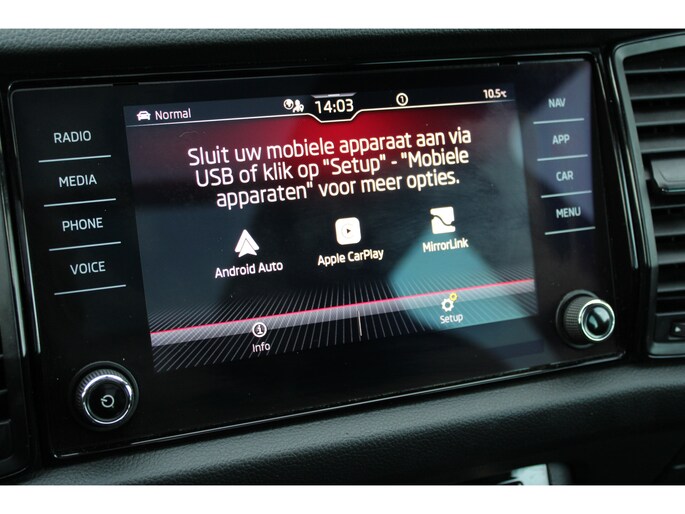 Normal
14:03
1
10.5°C
RADIO
MEDIA
PHONE
VOICE
NAV
APP
CAR
MENU
Sluit uw mobiele apparaat aan via
USB of klik op "Setup" - "Mobiele
apparaten" voor meer opties.
Android Auto
Apple CarPlay
MirrorLink
Info
Setup